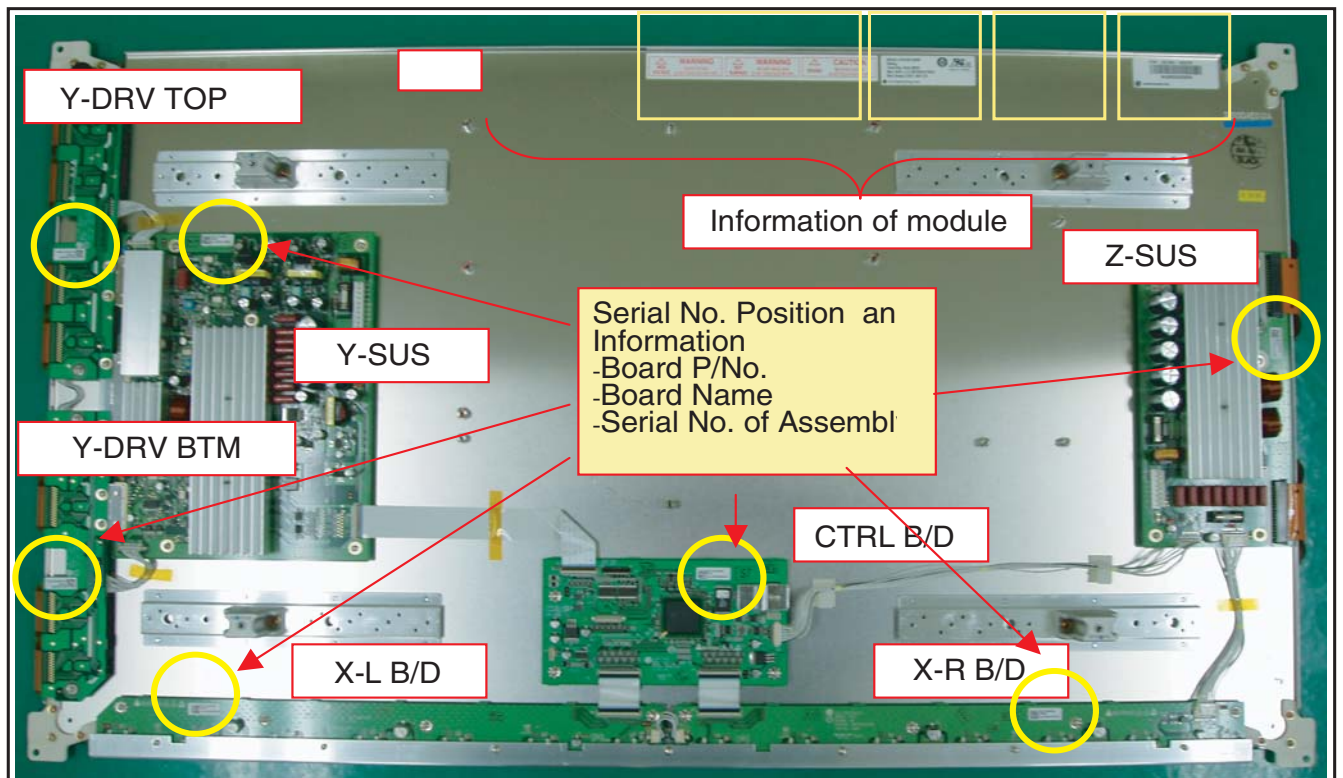 WARNING WARNING CAUTION
Y-DRV TOP
Information of module
Z-SUS
Serial No. Position an
Information
-Board P/No.
-Board Name
-Serial No. of Assembl
Y-SUS
Y-DRV BTM
CTRL B/D
X-L B/D
X-R B/D